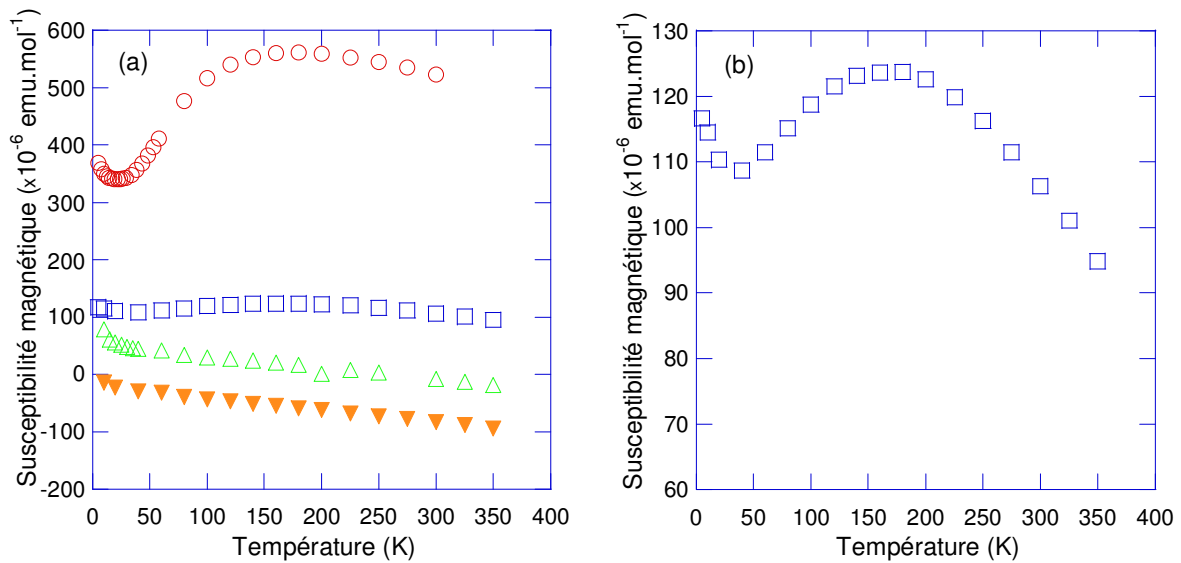 (a)
Susceptibilité magnétique (x10⁻⁶ emu.mol⁻¹)
600
500
400
300
200
100
0
-100
-200
0 50 100 150 200 250 300 350 400
Température (K)
(b)
Susceptibilité magnétique (x10⁻⁶ emu.mol⁻¹)
130
120
110
100
90
80
70
60
0 50 100 150 200 250 300 350 400
Température (K)